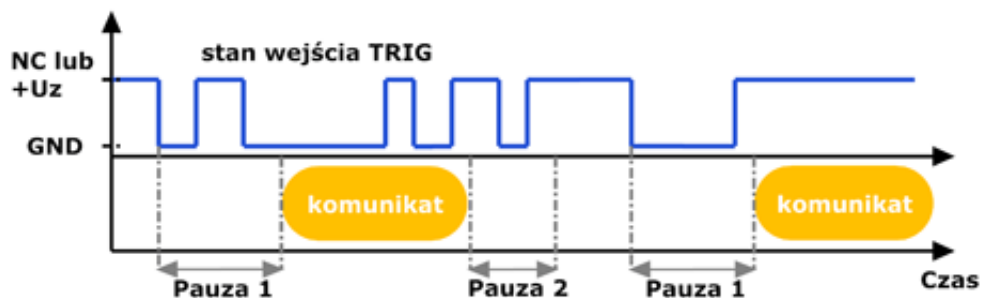 stan wejścia TRIG
NC lub
+Uz
GND
komunikat
komunikat
Pauza 1
Pauza 2
Pauza 1
Czas